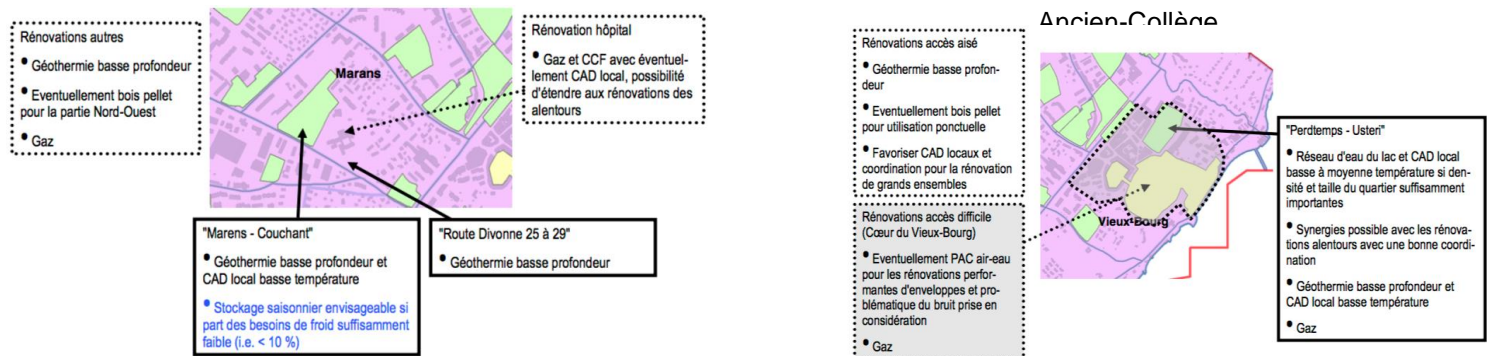 Rénovations autres
• Géothermie basse profondeur
• Eventuellement bois pellet
pour la partie Nord-Ouest
• Gaz
Marans
Rénovation hôpital
• Gaz et CCF avec éventuel-
lement CAD local, possibilité
d'étendre aux rénovations des
alentours
"Marens - Couchant"
• Géothermie basse profondeur et
CAD local basse température
• Stockage saisonnier envisageable si
part des besoins de froid suffisamment
faible (i.e. < 10 %)
"Route Divonne 25 à 29"
• Géothermie basse profondeur
Ancien-Collège
Rénovations accès aisé
• Géothermie basse profon-
deur
• Eventuellement bois pellet
pour utilisation ponctuelle
• Favoriser CAD locaux et
coordination pour la rénovation
de grands ensembles
Rénovations accès difficile
(Cœur du Vieux-Bourg)
• Eventuellement PAC air-eau
pour les rénovations perfor-
mantes d'enveloppes et pro-
blématique du bruit prise en
considération
• Gaz
Vieux-Bourg
"Perdtemps - Usteri"
• Réseau d'eau du lac et CAD local
basse à moyenne température si den-
sité et taille du quartier suffisamment
importantes
• Synergies possible avec les rénova-
tions alentours avec une bonne coordi-
nation
• Géothermie basse profondeur et
CAD local basse température
• Gaz